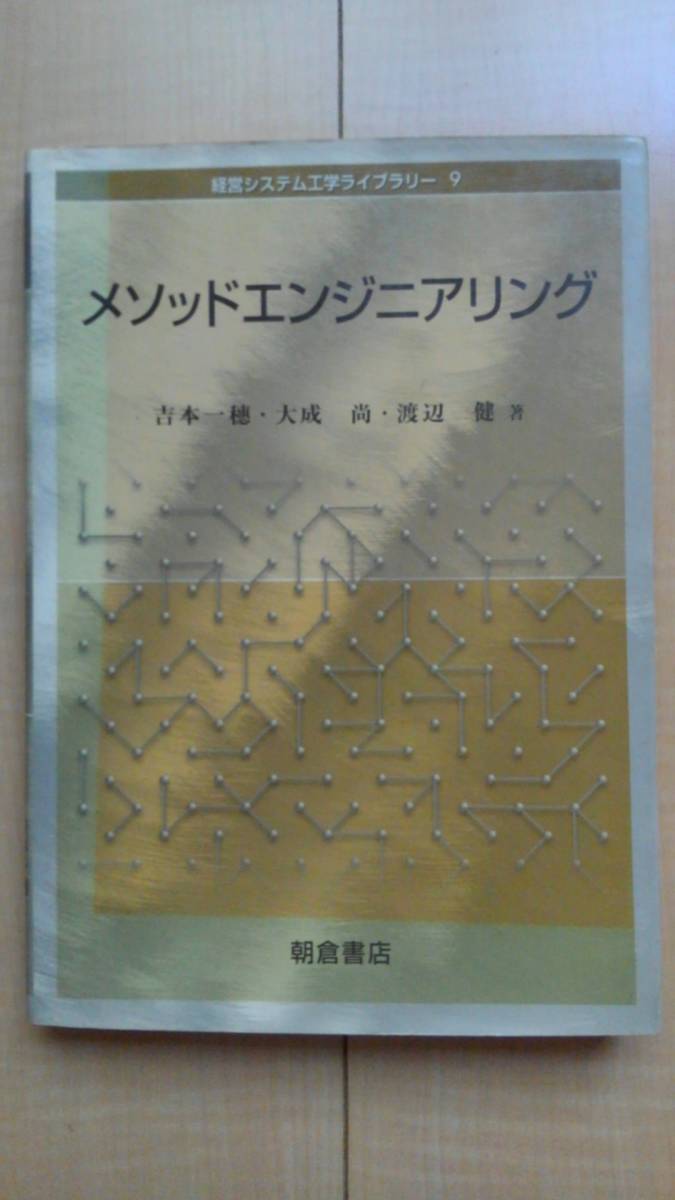 経営システム工学ライブラリー 9
メソッドエンジニアリング
吉本一穂・大成 尚・渡辺 健 著
朝倉書店